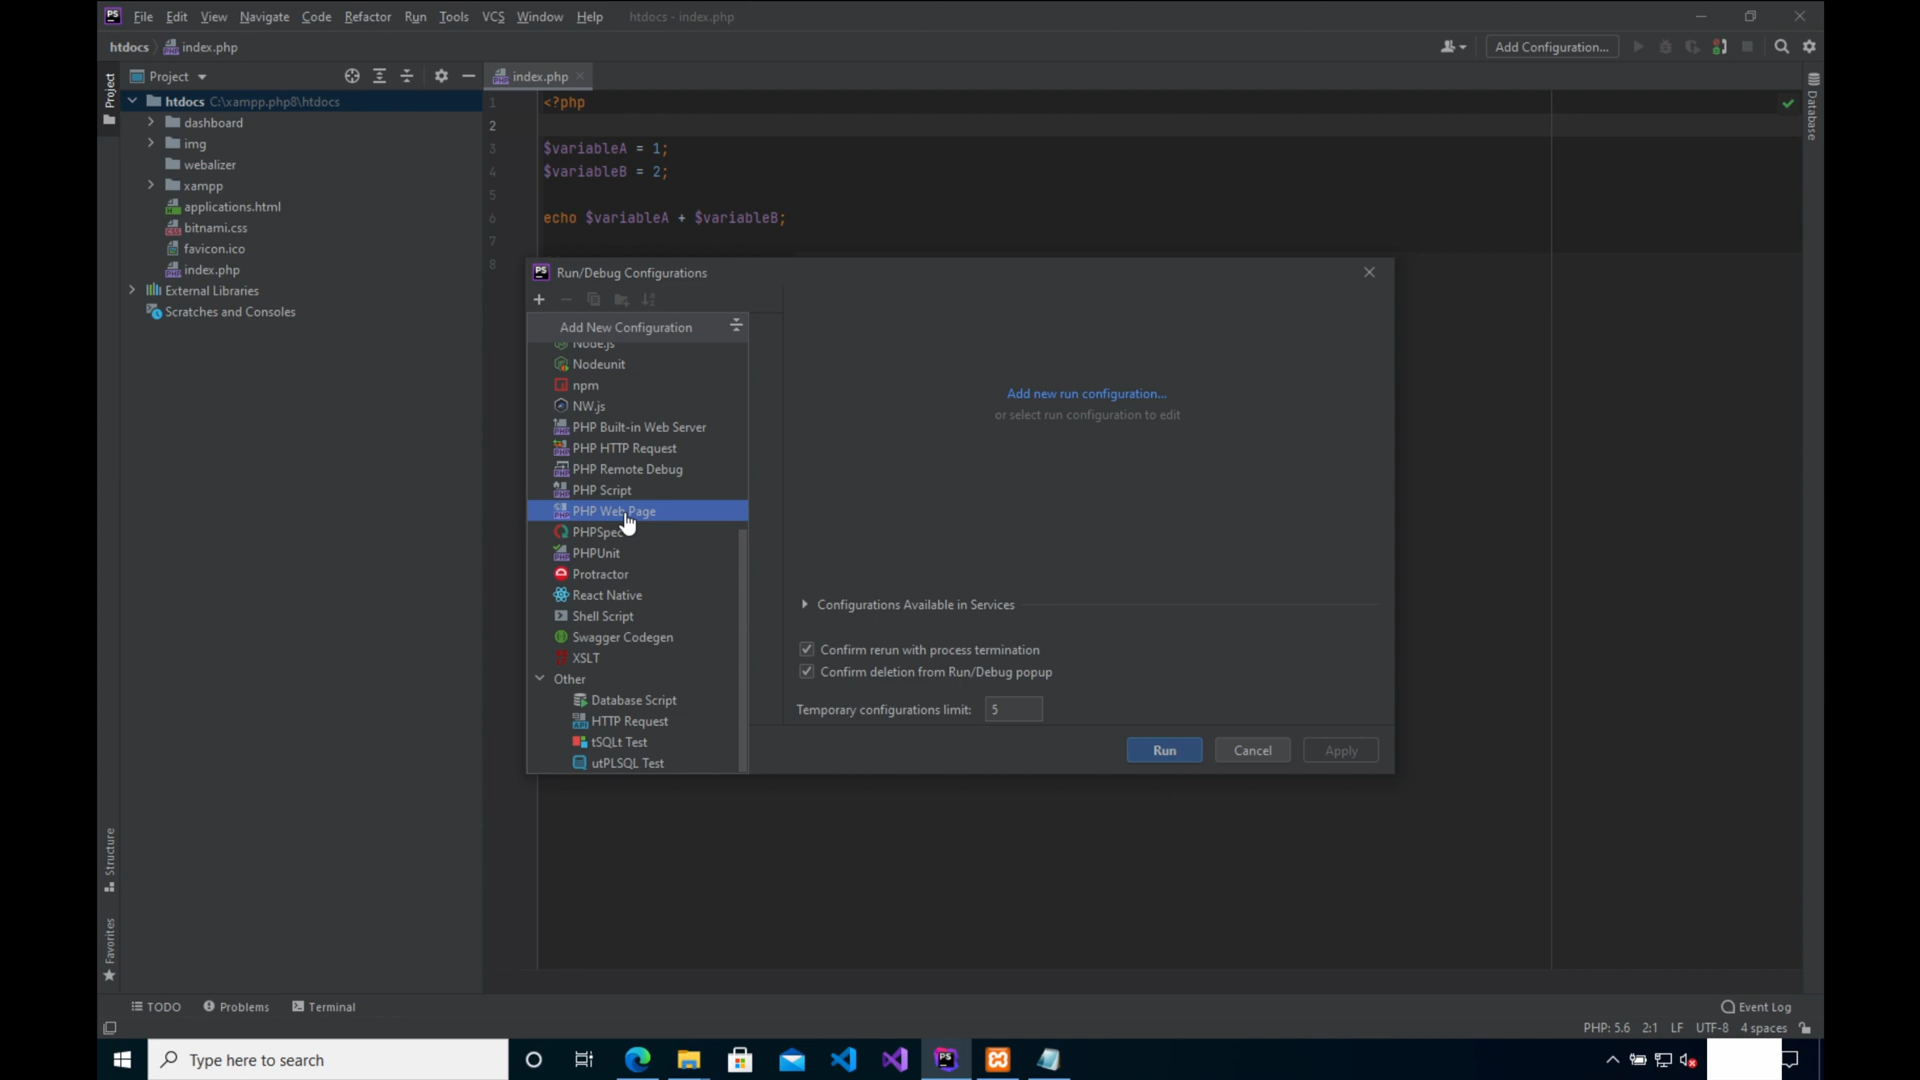 PS File Edit View Navigate Code Refactor Run Tools VCS Window Help htdocs - index.php
htdocs index.php Add Configuration...
Project index.php
Project
htdocs C:\xampp.php8\htdocs
dashboard
img
webalizer
xampp
applications.html
bitnami.css
favicon.ico
index.php
External Libraries
Scratches and Consoles
1 <?php
2
3 $variableA = 1;
4 $variableB = 2;
5
6 echo $variableA + $variableB;
7
8
Database
PS Run/Debug Configurations
Add New Configuration
Node.js
Nodeunit
npm
NW.js
PHP Built-in Web Server
PHP HTTP Request
PHP Remote Debug
PHP Script
PHP Web Page
PHPSpec
PHPUnit
Protractor
React Native
Shell Script
Swagger Codegen
XSLT
Other
Database Script
HTTP Request
tSQLt Test
utPLSQL Test
Add new run configuration...
or select run configuration to edit
Configurations Available in Services
Confirm rerun with process termination
Confirm deletion from Run/Debug popup
Temporary configurations limit: 5
Run Cancel Apply
Structure
Favorites
TODO Problems Terminal Event Log
PHP: 5.6 2:1 LF UTF-8 4 spaces
Type here to search PS